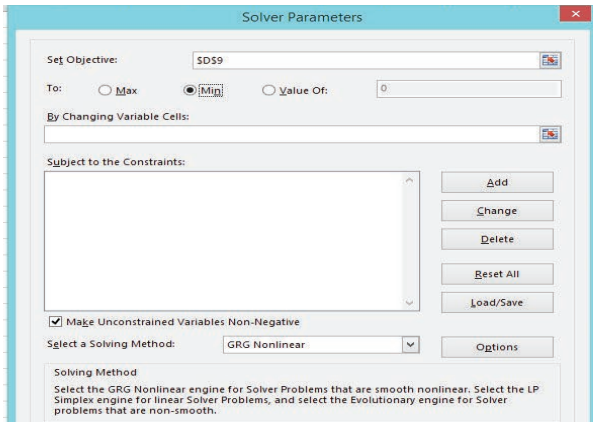 Solver Parameters
Set Objective:
$D$9
To:
Max
Min
Value Of:
0
By Changing Variable Cells:
Subject to the Constraints:
Add
Change
Delete
Reset All
Load/Save
Make Unconstrained Variables Non-Negative
Select a Solving Method:
GRG Nonlinear
Options
Solving Method
Select the GRG Nonlinear engine for Solver Problems that are smooth nonlinear. Select the LP
Simplex engine for linear Solver Problems, and select the Evolutionary engine for Solver
problems that are non-smooth.